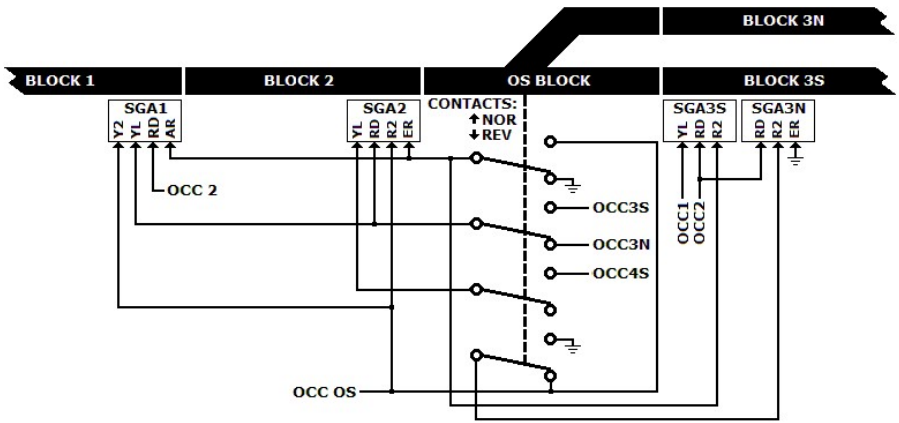 BLOCK 3N
BLOCK 1
BLOCK 2
OS BLOCK
BLOCK 3S
SGA1
Y2
YL
RD
AR
SGA2
YL
RD
R2
ER
CONTACTS:
NOR
REV
SGA3S
YL
RD
R2
SGA3N
RD
R2
ER
OCC 2
OCC3S
OCC3N
OCC4S
OCC1
OCC2
OCC OS